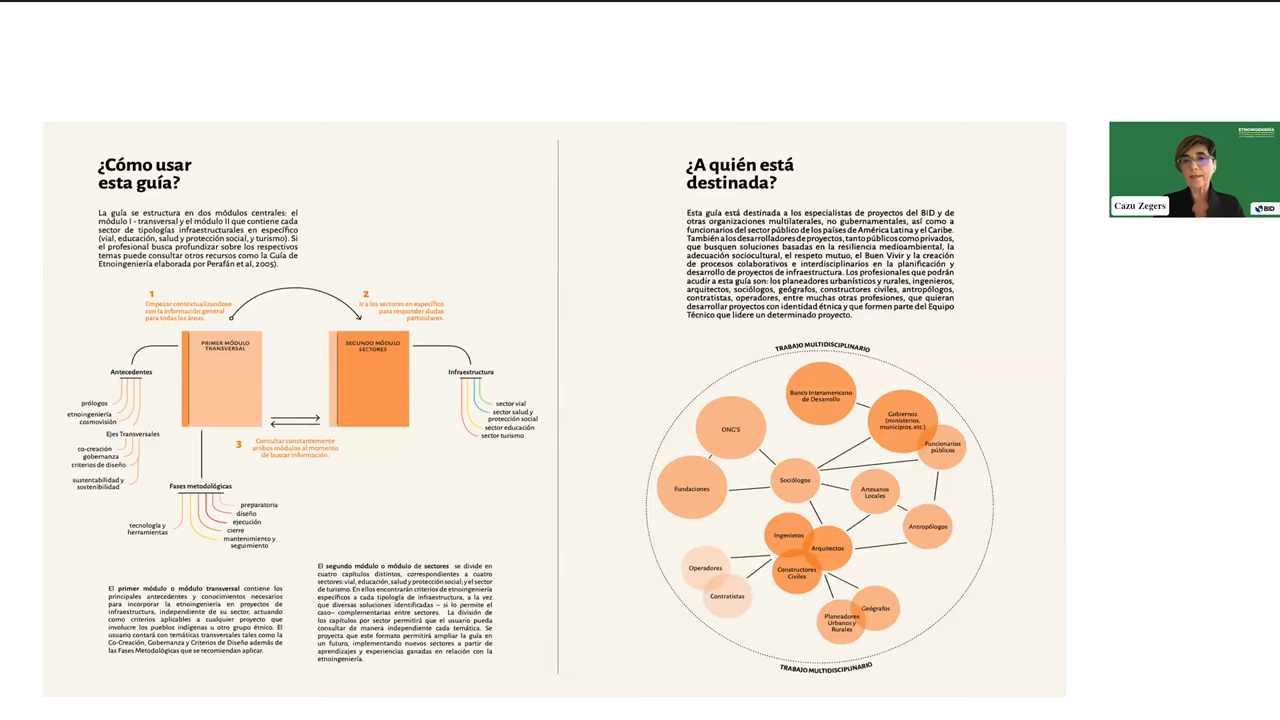 ¿Cómo usar
esta guía?
La guía se estructura en dos módulos centrales: el
módulo I - transversal y el módulo II que contiene cada
sector de tipologías infraestructurales en específico
(vial, educación, salud y protección social, y turismo). Si
el profesional busca profundizar sobre los respectivos
temas puede consultar otros recursos como la Guía de
Etnoingeniería elaborada por Perafán et al, 2005).
1
Empezar contextualizandose
con la información general
para todas las áreas.
2
Ir a los sectores en específico
para responder dudas
particulares.
PRIMER MÓDULO
TRANSVERSAL
SEGUNDO MÓDULO
SECTORES
Antecedentes
prólogos
etnoingeniería
cosmovisión
Ejes Transversales
co-creación
gobernanza
criterios de diseño
sustentabilidad y
sostenibilidad
Infraestructura
sector vial
sector salud y
protección social
sector educación
sector turismo
3
Consultar constantemente
ambos módulos al momento
de buscar información.
Fases metodológicas
preparatoria
diseño
ejecución
cierre
mantenimiento y
seguimiento
tecnología y
herramientas
El primer módulo o módulo transversal contiene los
principales antecedentes y conocimientos necesarios
para incorporar la etnoingeniería en proyectos de
infraestructura, independiente de su sector, actuando
como criterios aplicables a cualquier proyecto que
involucre los pueblos indígenas u otro grupo étnico. El
usuario contará con temáticas transversales tales como la
Co-Creación, Gobernanza y Criterios de Diseño además de
las Fases Metodológicas que se recomiendan aplicar.
El segundo módulo o módulo de sectores se divide en
cuatro capítulos distintos, correspondientes a cuatro
sectores: vial, educación, salud y protección social; y el sector
de turismo. En ellos encontrarán criterios de etnoingeniería
específicos a cada tipología de infraestructura, a la vez
que diversas soluciones identificadas – si lo permite el
caso– complementarias entre sectores. La división de
los capítulos por sector permitirá que el usuario pueda
consultar de manera independiente cada temática. Se
proyecta que este formato permitirá ampliar la guía en
un futuro, implementando nuevos sectores a partir de
aprendizajes y experiencias ganadas en relación con la
etnoingeniería.
¿A quién está
destinada?
Esta guía está destinada a los especialistas de proyectos del BID y de
otras organizaciones multilaterales, no gubernamentales, así como a
funcionarios del sector público de los países de América Latina y el Caribe.
También a los desarrolladores de proyectos, tanto públicos como privados,
que busquen soluciones basadas en la resiliencia medioambiental, la
adecuación sociocultural, el respeto mutuo, el Buen Vivir y la creación
de procesos colaborativos e interdisciplinarios en la planificación y
desarrollo de proyectos de infraestructura. Los profesionales que podrán
acudir a esta guía son: los planeadores urbanísticos y rurales, ingenieros,
arquitectos, sociólogos, geógrafos, constructores civiles, antropólogos,
contratistas, operadores, entre muchas otras profesiones, que quieran
desarrollar proyectos con identidad étnica y que formen parte del Equipo
Técnico que lidere un determinado proyecto.
TRABAJO MULTIDISCIPLINARIO
Banco Interamericano
de Desarrollo
Gobiernos
(ministerios,
municipios, etc.)
ONG'S
Funcionarios
públicos
Sociólogos
Fundaciones
Artesanos
Locales
Antropólogos
Ingenieros
Arquitectos
Operadores
Constructores
Civiles
Contratistas
Geógrafos
Planeadores
Urbanos y
Rurales
TRABAJO MULTIDISCIPLINARIO
ETNOINGENIERÍA
Cazu Zegers
BID